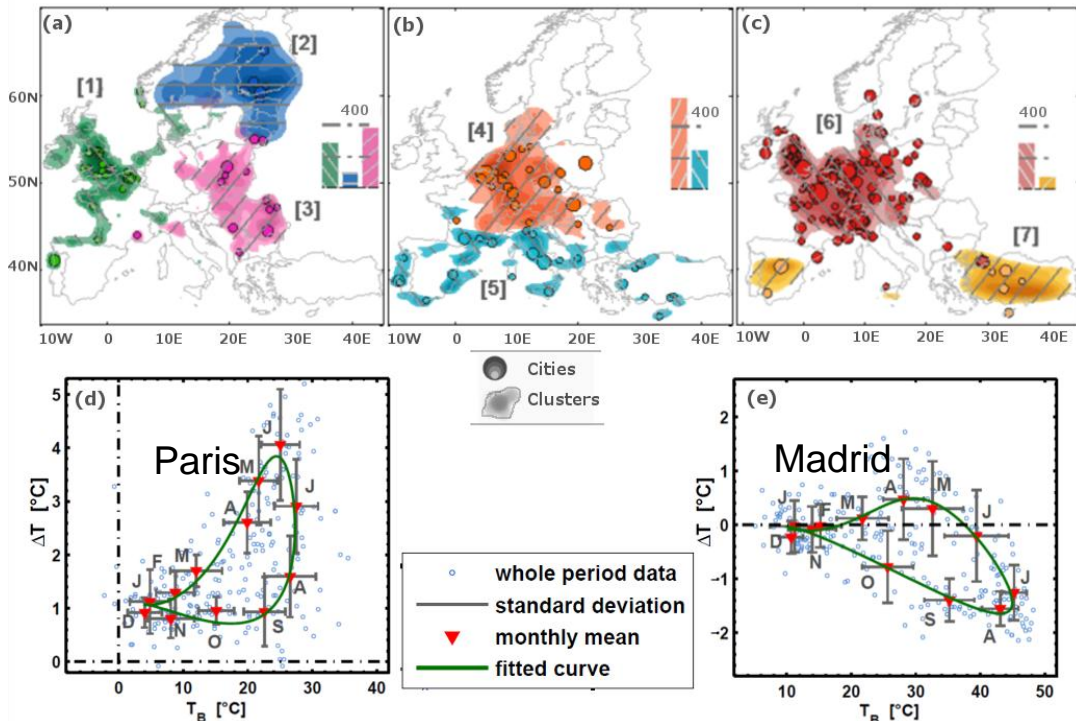 (a)
[1]
[2]
[3]
400
60N
50N
40N
10W 0 10E 20E 30E 40E
(b)
[4]
[5]
400
10W 0 10E 20E 30E 40E
(c)
[6]
[7]
400
10W 0 10E 20E 30E 40E
Cities
Clusters
(d)
Paris
5
4
3
2
1
0
ΔT [°C]
J
M
A
J
M
F
J
D
N
O
S
A
0 10 20 30 40
T_B [°C]
whole period data
standard deviation
monthly mean
fitted curve
(e)
Madrid
2
1
0
−1
−2
ΔT [°C]
J
F
M
A
M
J
D
N
O
S
A
J
10 20 30 40 50
T_B [°C]